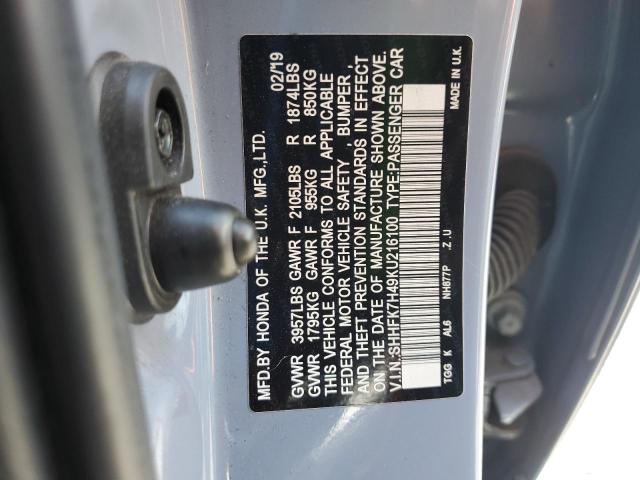 MFD.BY HONDA OF THE U.K. MFG.,LTD. 02/19
GVWR 3957LBS GAWR F 2105LBS R 1874LBS
GVWR 1795KG GAWR F 955KG R 850KG
THIS VEHICLE CONFORMS TO ALL APPLICABLE
FEDERAL MOTOR VEHICLE SAFETY , BUMPER ,
AND THEFT PREVENTION STANDARDS IN EFFECT
ON THE DATE OF MANUFACTURE SHOWN ABOVE.
V.I.N:SHHFK7H49KU216100 TYPE:PASSENGER CAR
TGG K AL6 NH877P .Z .U MADE IN U.K.